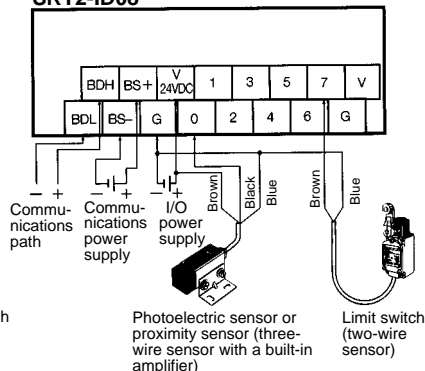 BDH BS+ V 24VDC 1 3 5 7 V
BDL BS– G 0 2 4 6 G
– + – + – +
Brown Black Blue Brown Blue
Commu-
nications
path
Commu-
nications
power
supply
I/O
power
supply
Photoelectric sensor or
proximity sensor (three-
wire sensor with a built-in
amplifier)
Limit switch
(two-wire
sensor)